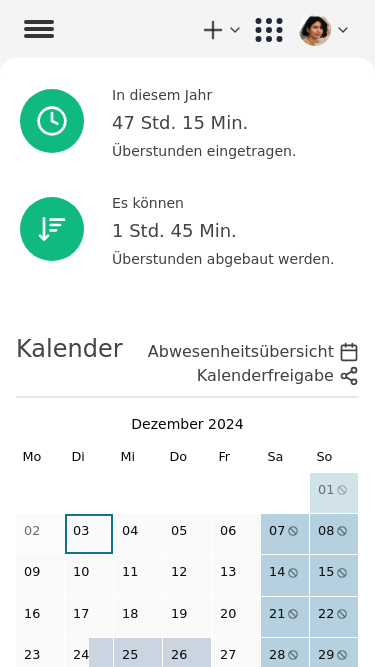 In diesem Jahr
47 Std. 15 Min.
Überstunden eingetragen.
Es können
1 Std. 45 Min.
Überstunden abgebaut werden.
Kalender
Abwesenheitsübersicht
Kalenderfreigabe
Dezember 2024
Mo Di Mi Do Fr Sa So
01
02 03 04 05 06 07 08
09 10 11 12 13 14 15
16 17 18 19 20 21 22
23 24 25 26 27 28 29